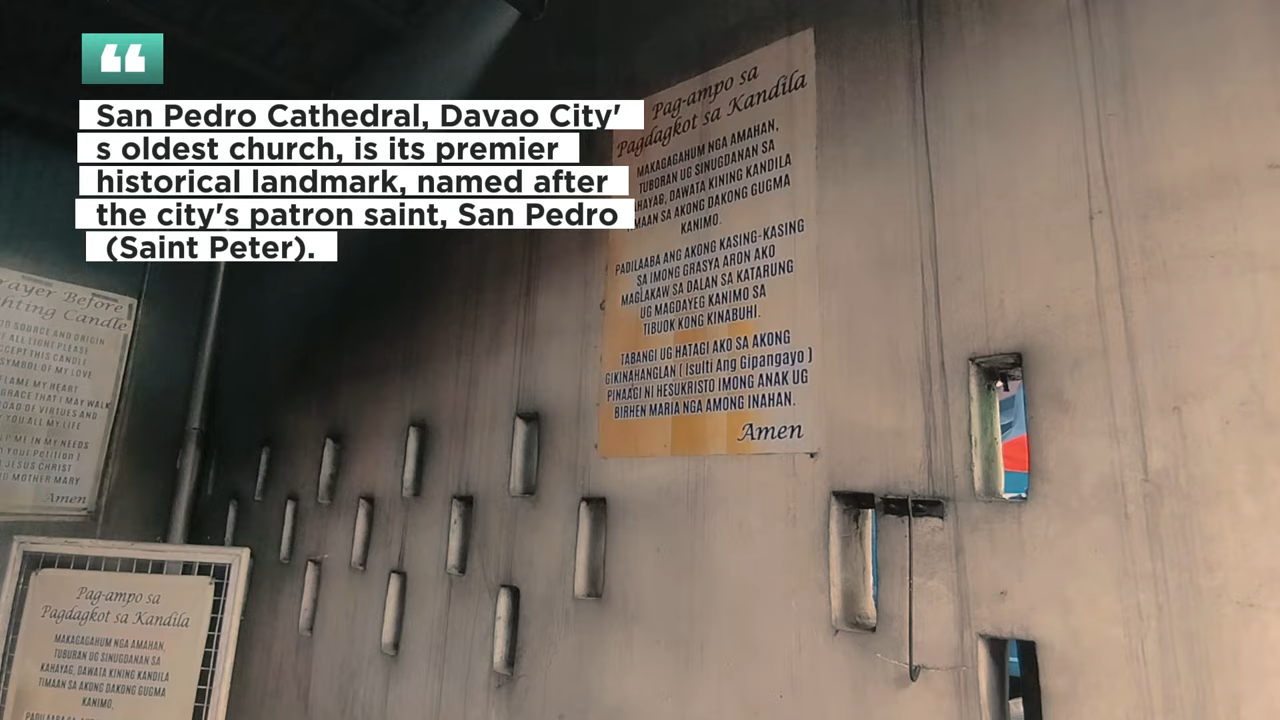 San Pedro Cathedral, Davao City'
s oldest church, is its premier
historical landmark, named after
the city's patron saint, San Pedro
(Saint Peter).
Pag-ampo sa
Pagdagkot sa Kandila
MAKAGAGAHUM NGA AMAHAN,
TUBORAN UG SINUGDANAN SA
KAHAYAG, DAWATA KINING KANDILA
TIMAAN SA AKONG DAKONG GUGMA
KANIMO.
PADILAABA ANG AKONG KASING-KASING
SA IMONG GRASYA ARON AKO
MAGLAKAW SA DALAN SA KATARUNG
UG MAGDAYEG KANIMO SA
TIBUOK KONG KINABUHI.
TABANGI UG HATAGI AKO SA AKONG
GIKINAHANGLAN ( Isulti Ang Gipangayo )
PINAAGI NI HESUKRISTO IMONG ANAK UG
BIRHEN MARIA NGA AMONG INAHAN.
Amen
Prayer Before
Lighting Candle
SOURCE AND ORIGIN
ALL LIGHT PLEASE
ACCEPT THIS CANDLE
SYMBOL OF MY LOVE
FLAME MY HEART
GRACE THAT I MAY WALK
ROAD OF VIRTUES AND
YOU ALL MY LIFE
ME IN MY NEEDS
Your Petition )
JESUS CHRIST
MOTHER MARY
Amen
Pag-ampo sa
Pagdagkot sa Kandila
MAKAGAGAHUM NGA AMAHAN,
TUBURAN UG SINUGDANAN SA
KAHAYAG, DAWATA KINING KANDILA
TIMAAN SA AKONG DAKONG GUGMA
KANIMO,